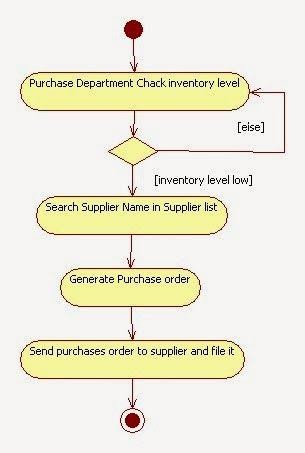 Purchase Department Chack inventory level
[eise]
[inventory level low]
Search Supplier Name in Supplier list
Generate Purchase order
Send purchases order to supplier and file it